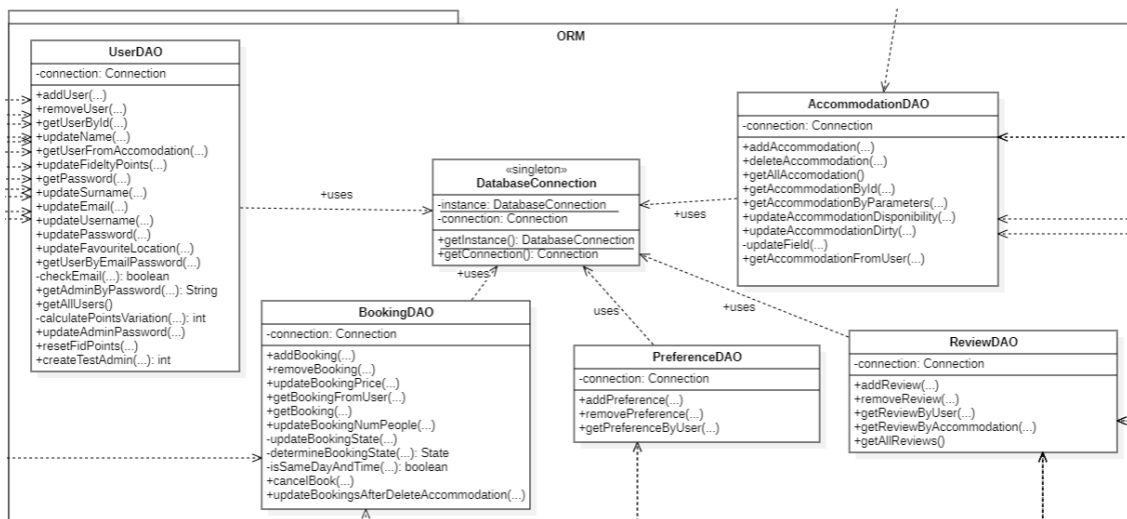 ORM
UserDAO
-connection: Connection
+addUser(...)
+removeUser(...)
+getUserById(...)
+updateName(...)
+getUserFromAccomodation(...)
+updateFideltyPoints(...)
+getPassword(...)
+updateSurname(...)
+updateEmail(...)
+updateUsername(...)
+updatePassword(...)
+updateFavouriteLocation(...)
+getUserByEmailPassword(...)
-checkEmail(...): boolean
+getAdminByPassword(...): String
+getAllUsers()
-calculatePointsVariation(...): int
+updateAdminPassword(...)
+resetFidPoints(...)
+createTestAdmin(...): int
+uses
«singleton»
DatabaseConnection
-instance: DatabaseConnection
-connection: Connection
+getInstance(): DatabaseConnection
+getConnection(): Connection
+uses
AccommodationDAO
-connection: Connection
+addAccommodation(...)
+deleteAccommodation(...)
+getAllAccomodation()
+getAccommodationById(...)
+getAccommodationByParameters(...)
+updateAccommodationDisponibility(...)
+updateAccommodationDirty(...)
-updateField(...)
+getAccommodationFromUser(...)
+uses
uses
+uses
BookingDAO
-connection: Connection
+addBooking(...)
+removeBooking(...)
+updateBookingPrice(...)
+getBookingFromUser(...)
+getBooking(...)
+updateBookingNumPeople(...)
-updateBookingState(...)
-determineBookingState(...): State
-isSameDayAndTime(...): boolean
+cancelBook(...)
+updateBookingsAfterDeleteAccommodation(...)
PreferenceDAO
-connection: Connection
+addPreference(...)
+removePreference(...)
+getPreferenceByUser(...)
ReviewDAO
-connection: Connection
+addReview(...)
+removeReview(...)
+getReviewByUser(...)
+getReviewByAccommodation(...)
+getAllReviews()